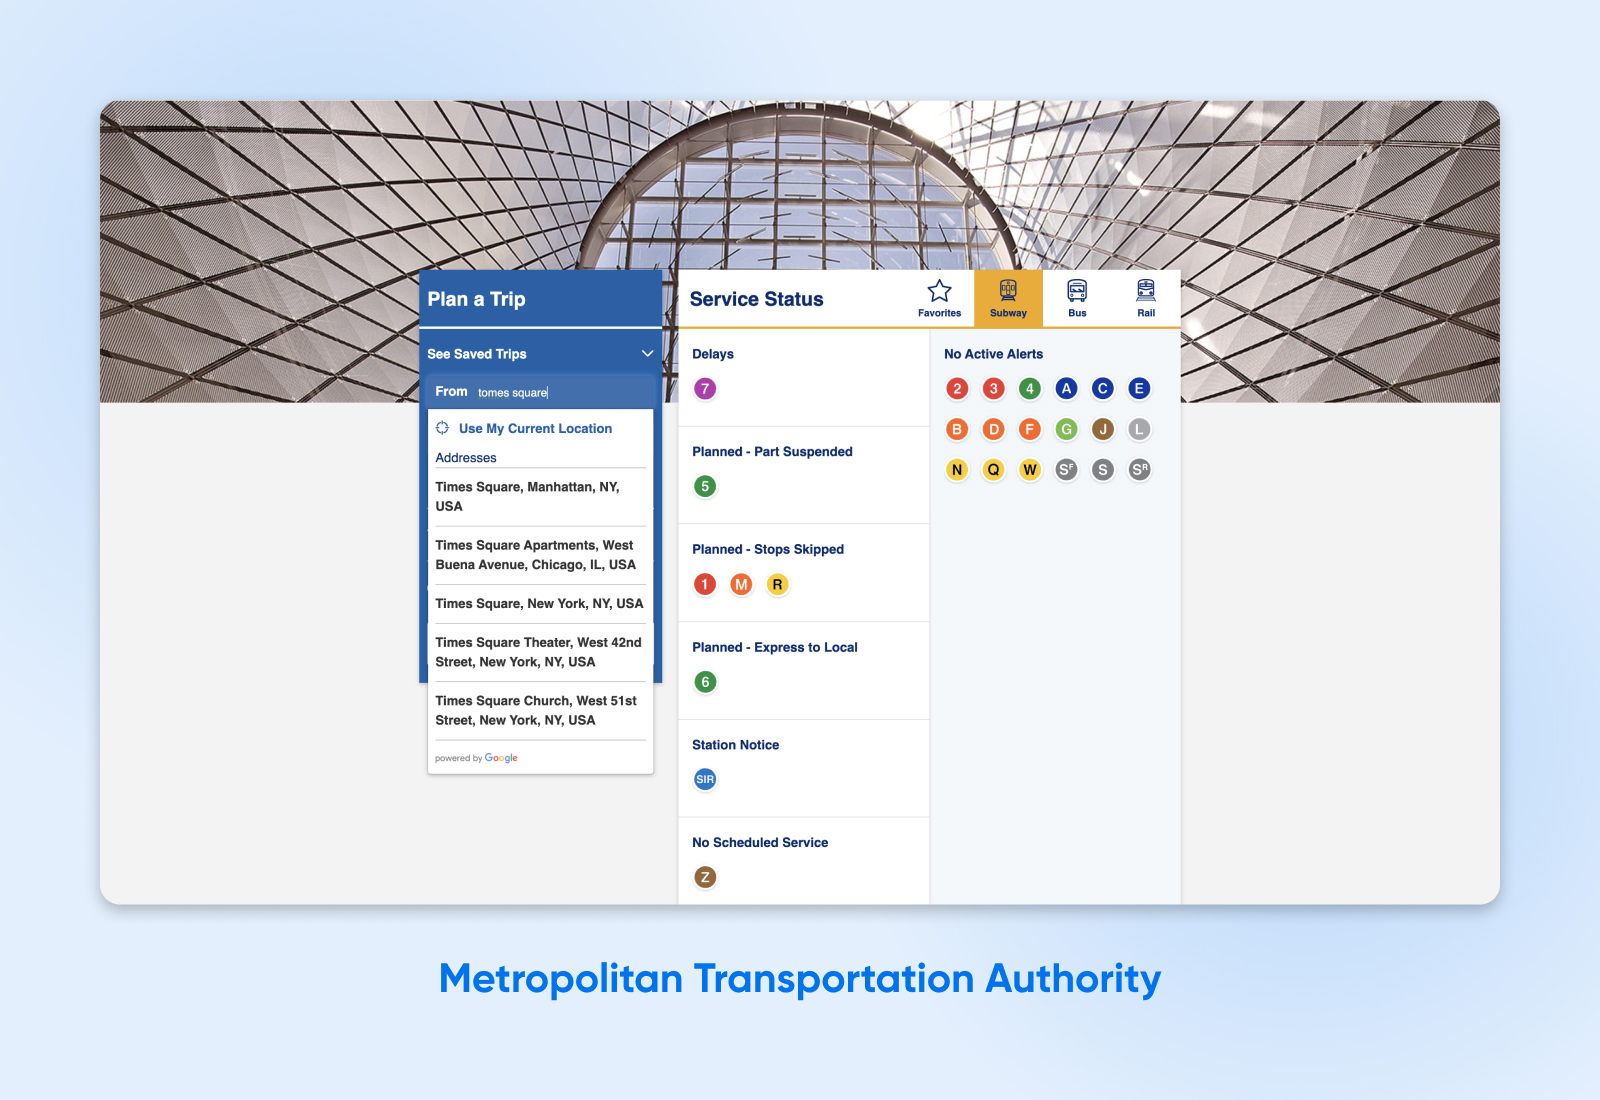 Plan a Trip
See Saved Trips
From tomes square
Use My Current Location
Addresses
Times Square, Manhattan, NY,
USA
Times Square Apartments, West
Buena Avenue, Chicago, IL, USA
Times Square, New York, NY, USA
Times Square Theater, West 42nd
Street, New York, NY, USA
Times Square Church, West 51st
Street, New York, NY, USA
powered by Google
Service Status
Favorites
Subway
Bus
Rail
Delays
7
Planned - Part Suspended
5
Planned - Stops Skipped
1 M R
Planned - Express to Local
6
Station Notice
SIR
No Scheduled Service
Z
No Active Alerts
2 3 4 A C E
B D F G J L
N Q W SF S SR
Metropolitan Transportation Authority